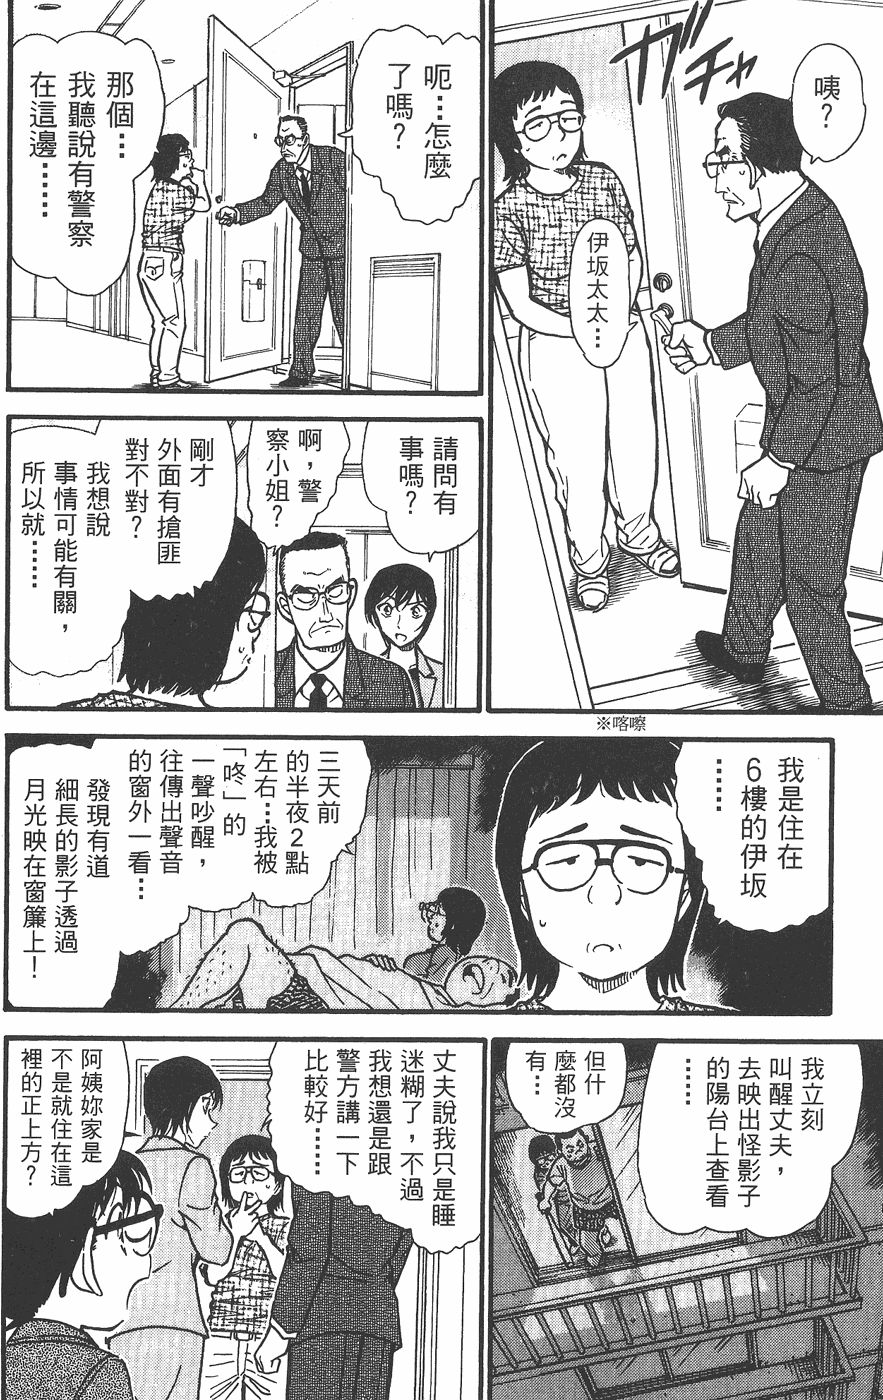 ガチャ
咦?
伊坂太太…
※喀嚓
呃…怎麼
了嗎?
那個…
我聽說有警察
在這邊……
請問有
事嗎?
啊,警
察小姐?
剛才
外面有搶匪
對不對?
我想說
事情可能有關,
所以就……
我是住在
6樓的伊坂
……
三天前
的半夜2點
左右…我被
「咚」的
一聲吵醒,
往傳出聲音
的窗外一看…
發現有道
細長的影子透過
月光映在窗簾上!
我立刻
叫醒丈夫,
去映出怪影子
的陽台上查看
……
但什
麼都沒
有…
丈夫說我只是睡
迷糊了,不過
我想還是跟
警方講一下
比較好……
阿姨妳家是
不是就住在這
裡的正上方?